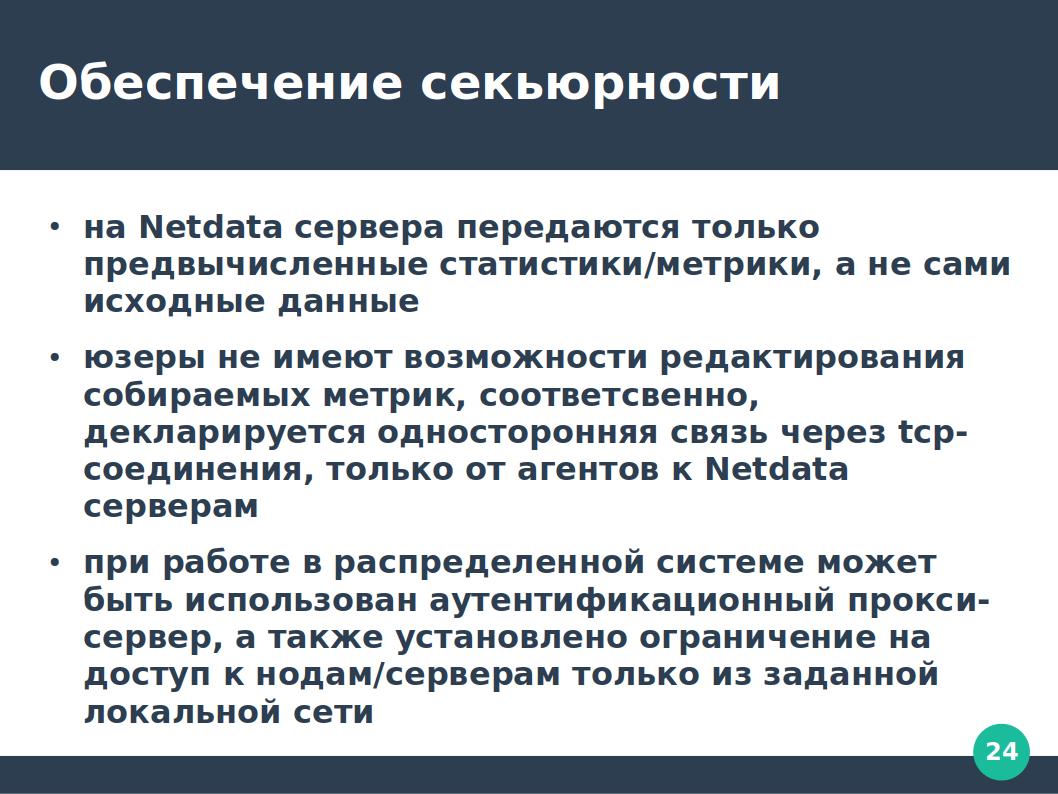 Обеспечение секьюрности
• на Netdata сервера передаются только
предвычисленные статистики/метрики, а не сами
исходные данные
• юзеры не имеют возможности редактирования
собираемых метрик, соответсвенно,
декларируется односторонняя связь через tcp-
соединения, только от агентов к Netdata
серверам
• при работе в распределенной системе может
быть использован аутентификационный прокси-
сервер, а также установлено ограничение на
доступ к нодам/серверам только из заданной
локальной сети
24